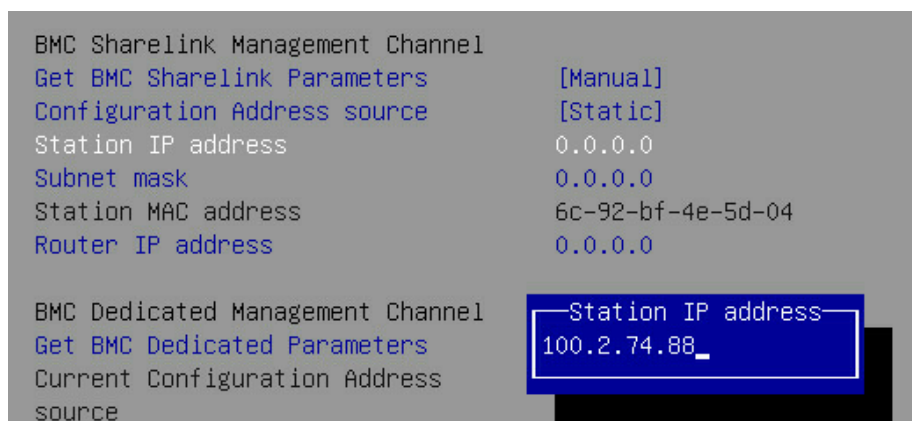 BMC Sharelink Management Channel
Get BMC Sharelink Parameters [Manual]
Configuration Address source [Static]
Station IP address 0.0.0.0
Subnet mask 0.0.0.0
Station MAC address 6c-92-bf-4e-5d-04
Router IP address 0.0.0.0
BMC Dedicated Management Channel
Get BMC Dedicated Parameters
Current Configuration Address
source
Station IP address
100.2.74.88_